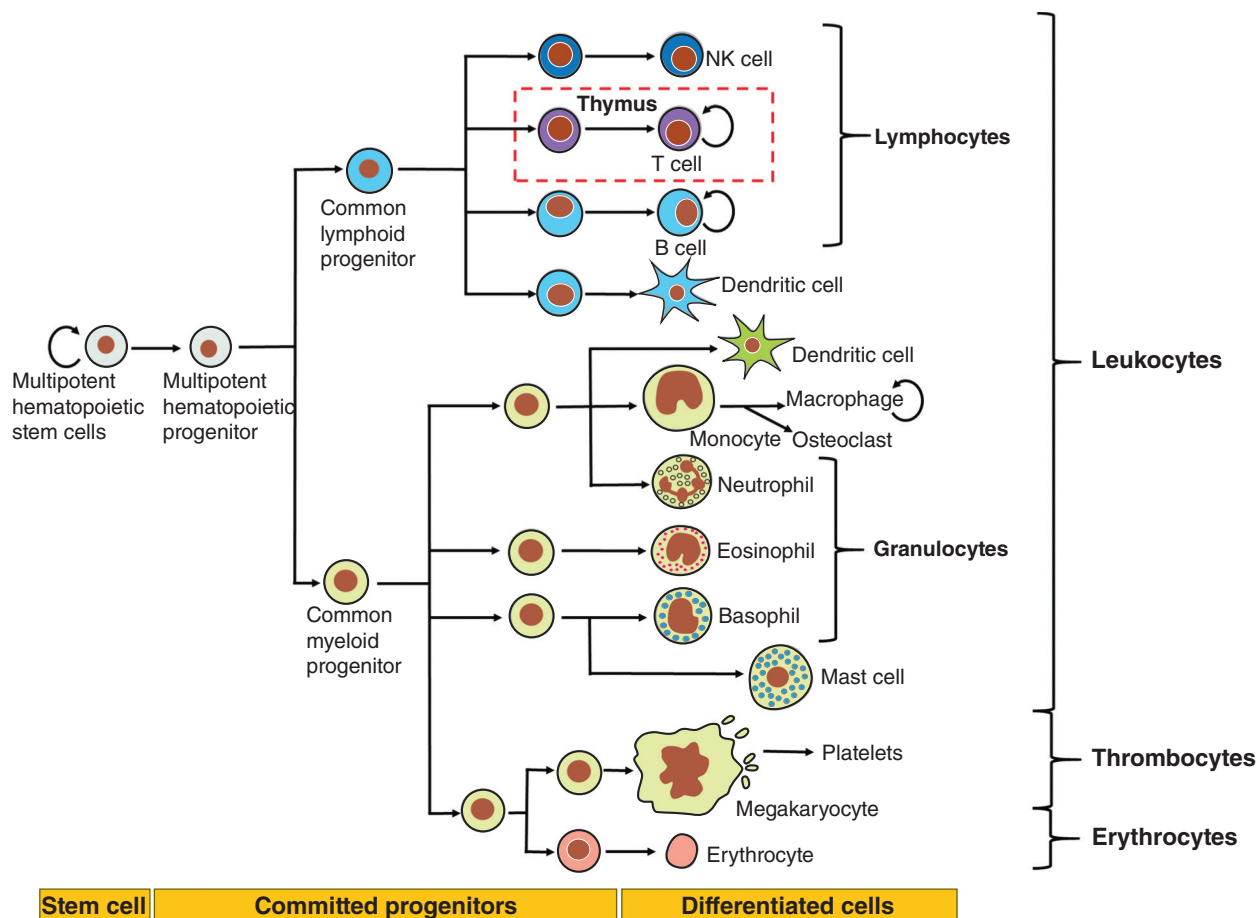 NK cell
Thymus
T cell
Lymphocytes
Common
lymphoid
progenitor
B cell
Dendritic cell
Multipotent
hematopoietic
stem cells
Multipotent
hematopoietic
progenitor
Dendritic cell
Macrophage
Monocyte
Osteoclast
Leukocytes
Neutrophil
Eosinophil
Granulocytes
Common
myeloid
progenitor
Basophil
Mast cell
Platelets
Megakaryocyte
Thrombocytes
Erythrocyte
Erythrocytes
Stem cell
Committed progenitors
Differentiated cells